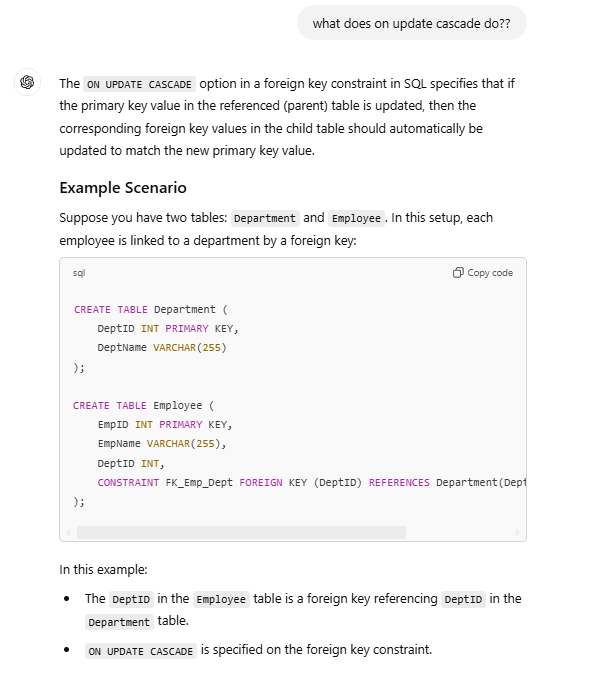 what does on update cascade do??
The ON UPDATE CASCADE option in a foreign key constraint in SQL specifies that if
the primary key value in the referenced (parent) table is updated, then the
corresponding foreign key values in the child table should automatically be
updated to match the new primary key value.
Example Scenario
Suppose you have two tables: Department and Employee. In this setup, each
employee is linked to a department by a foreign key:
sql
Copy code
CREATE TABLE Department (
DeptID INT PRIMARY KEY,
DeptName VARCHAR(255)
);
CREATE TABLE Employee (
EmpID INT PRIMARY KEY,
EmpName VARCHAR(255),
DeptID INT,
CONSTRAINT FK_Emp_Dept FOREIGN KEY (DeptID) REFERENCES Department(Dept
);
In this example:
• The DeptID in the Employee table is a foreign key referencing DeptID in the
Department table.
• ON UPDATE CASCADE is specified on the foreign key constraint.